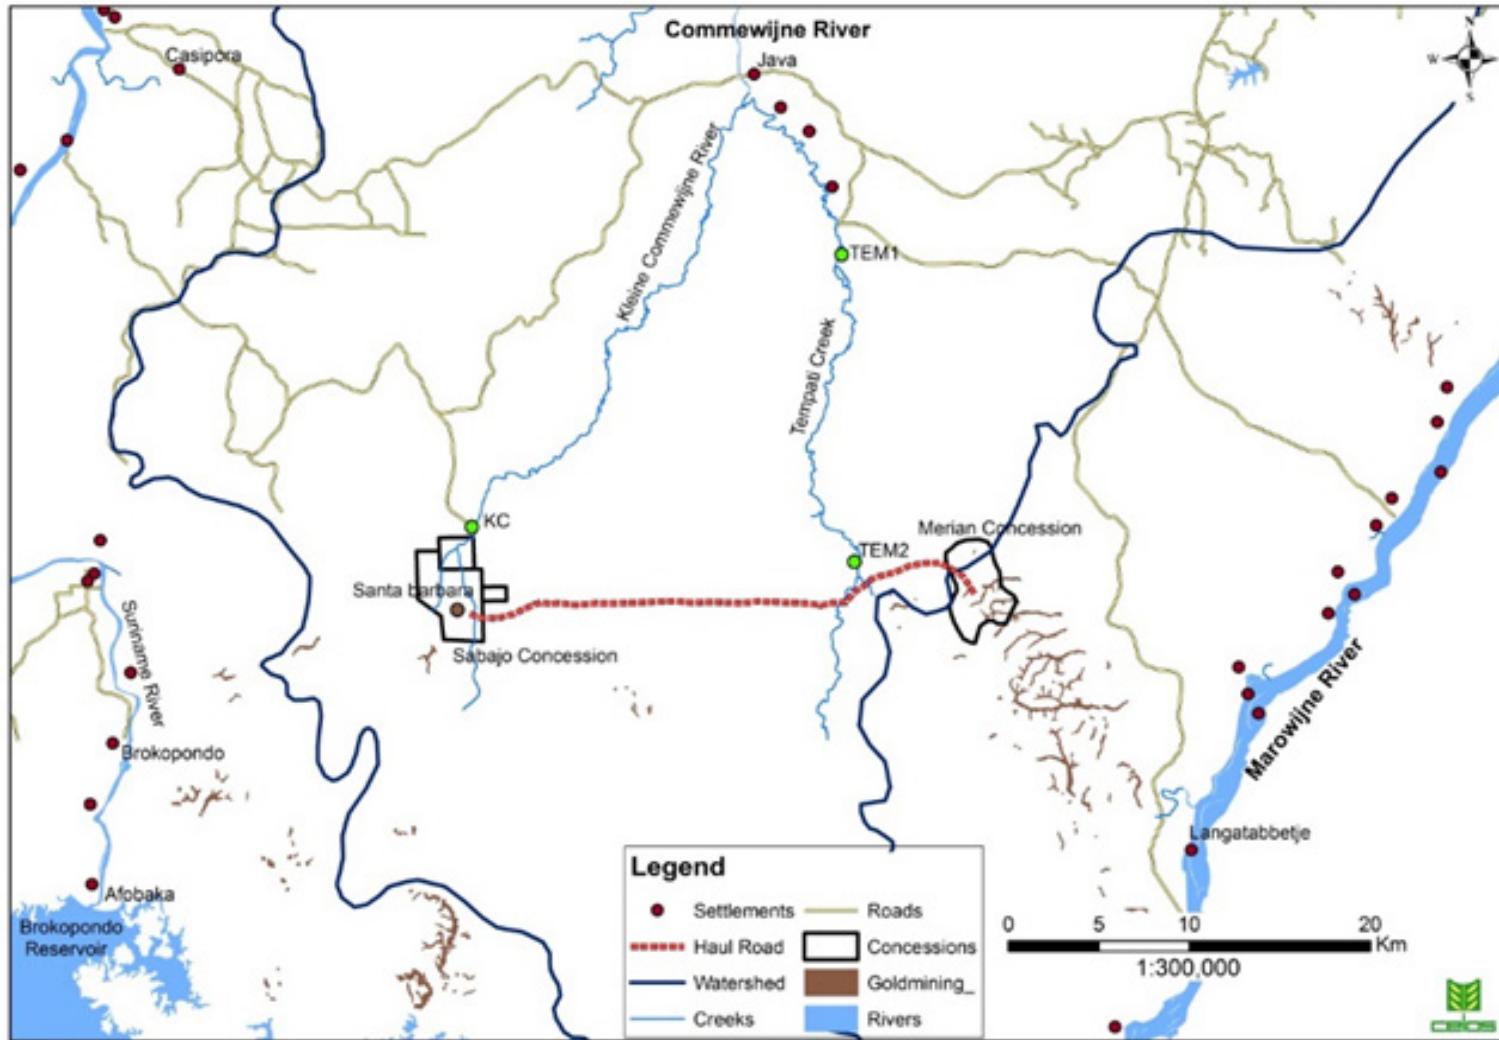 Commewijne River
Java
Casipora
N
W
S
Kleine Commewijne River
TEM1
Tempati Creek
KC
TEM2
Merian Concession
Santa barbara
Sabajo Concession
Suriname River
Brokopondo
Marowijne River
Langatabbetje
Afobaka
Brokopondo
Reservoir
Legend
Settlements
Roads
Haul Road
Concessions
Watershed
Goldmining_
Creeks
Rivers
0 5 10 20
Km
1:300,000